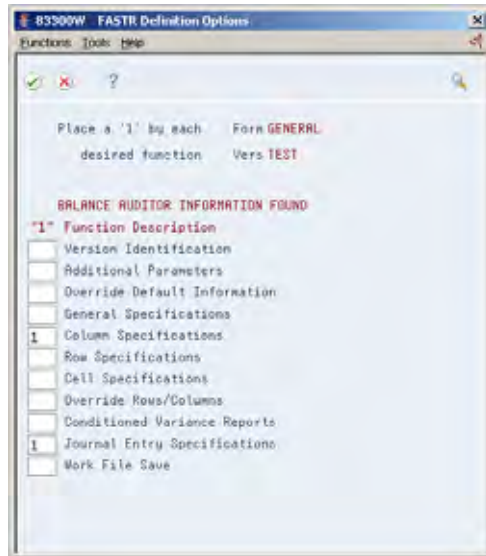 83300W FASTR Definition Options
Functions Tools Help
?
Place a '1' by each Form GENERAL
desired function Vers TEST
BALANCE AUDITOR INFORMATION FOUND
"1" Function Description
Version Identification
Additional Parameters
Override Default Information
General Specifications
1 Column Specifications
Row Specifications
Cell Specifications
Override Rows/Columns
Conditioned Variance Reports
1 Journal Entry Specifications
Work File Save